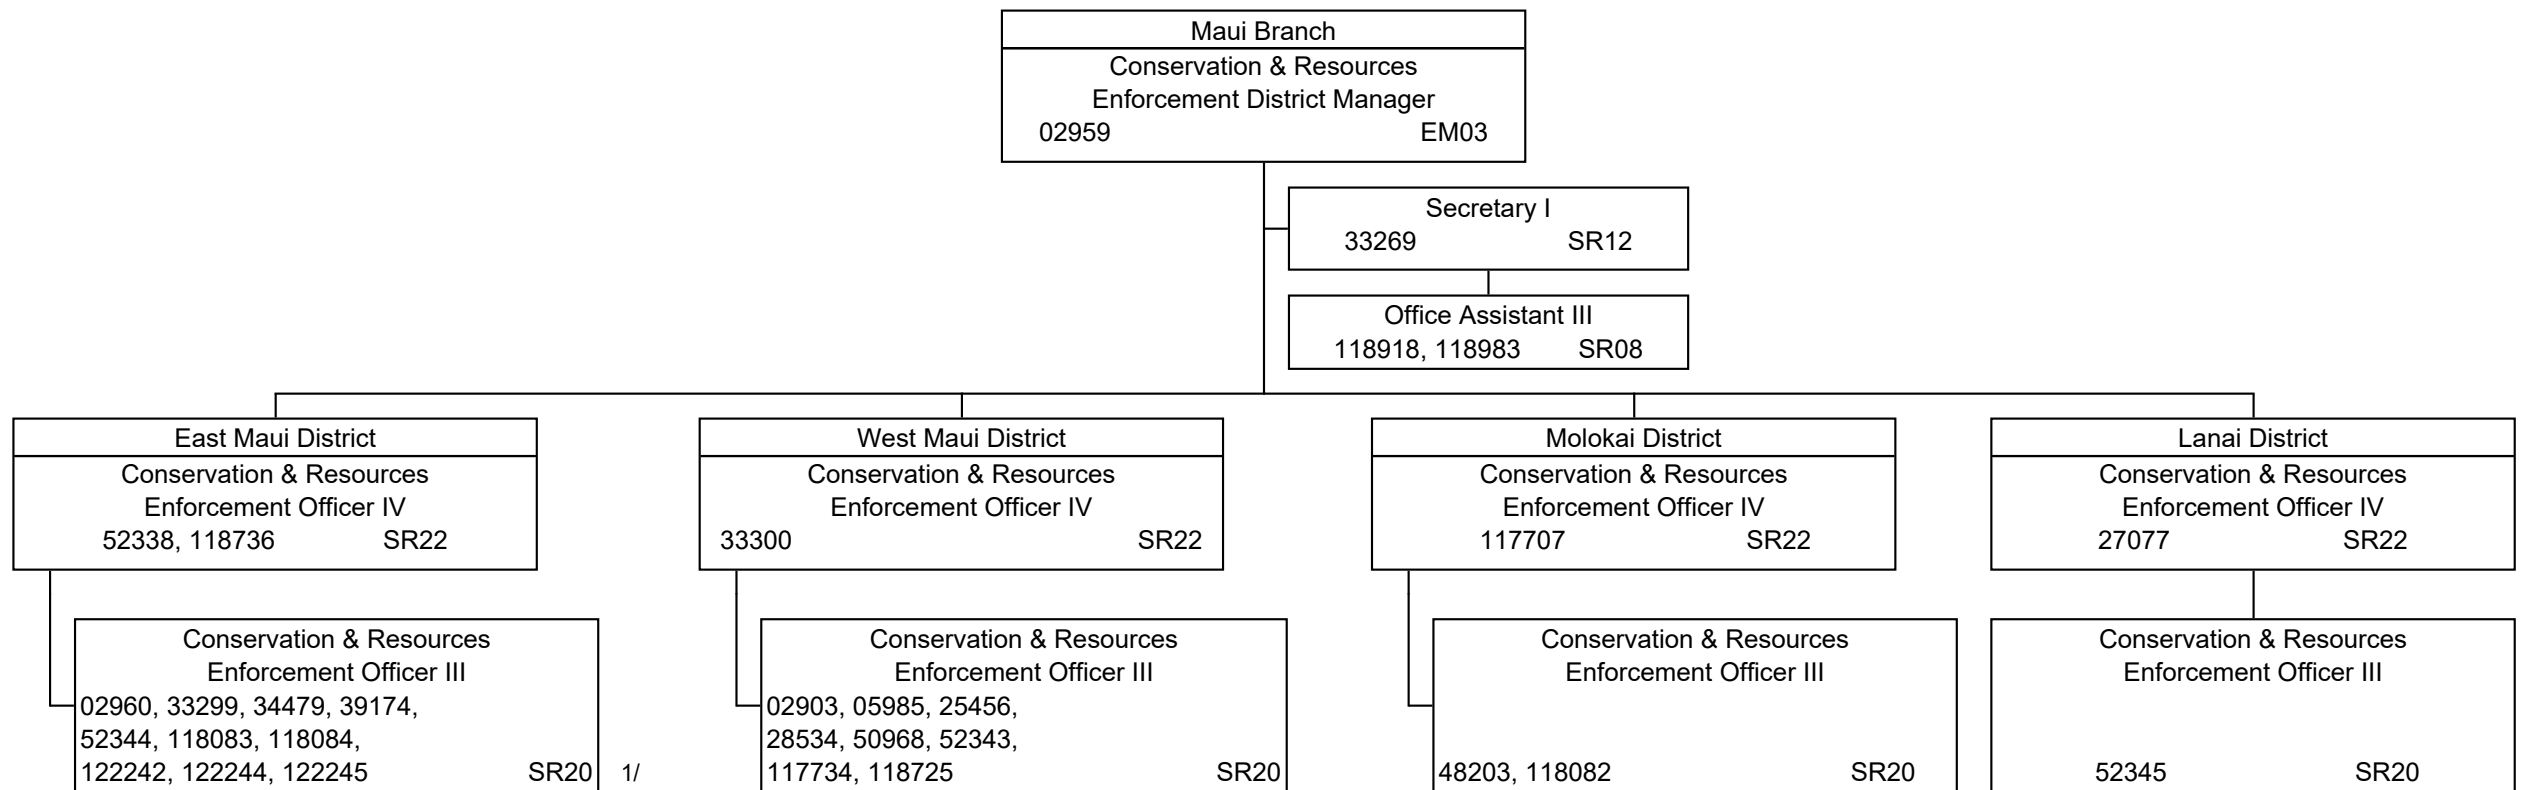 Maui Branch
Conservation & Resources
Enforcement District Manager
02959 EM03
Secretary I
33269 SR12
Office Assistant III
118918, 118983 SR08
East Maui District
Conservation & Resources
Enforcement Officer IV
52338, 118736 SR22
West Maui District
Conservation & Resources
Enforcement Officer IV
33300 SR22
Molokai District
Conservation & Resources
Enforcement Officer IV
117707 SR22
Lanai District
Conservation & Resources
Enforcement Officer IV
27077 SR22
Conservation & Resources
Enforcement Officer III
02960, 33299, 34479, 39174,
52344, 118083, 118084,
122242, 122244, 122245 SR20 1/
Conservation & Resources
Enforcement Officer III
02903, 05985, 25456,
28534, 50968, 52343,
117734, 118725 SR20
Conservation & Resources
Enforcement Officer III
48203, 118082 SR20
Conservation & Resources
Enforcement Officer III
52345 SR20